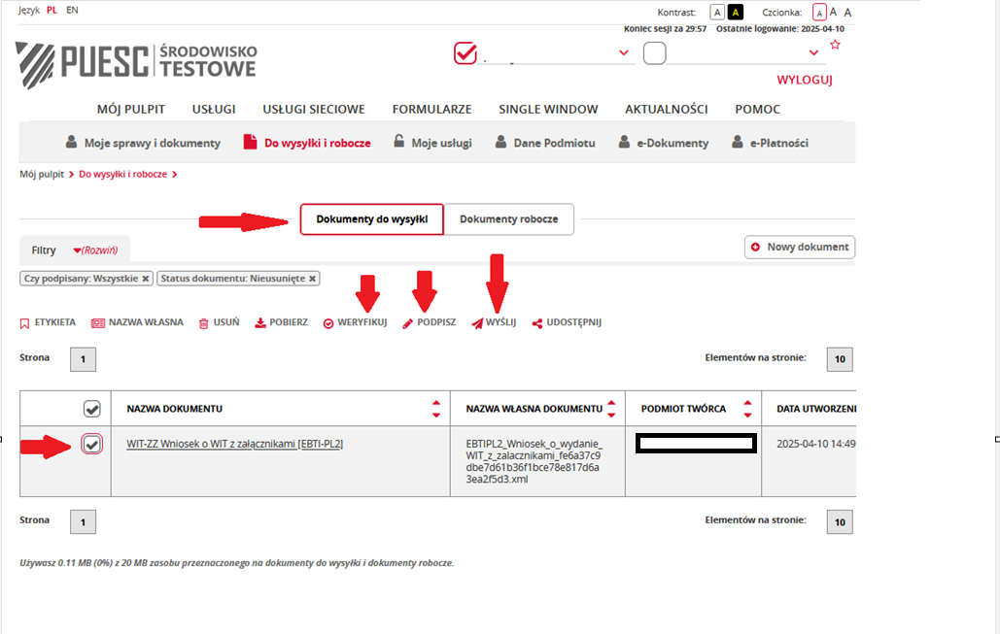 Język PL EN
Kontrast: A A Czcionka: A A A
Koniec sesji za 29:57 Ostatnie logowanie: 2025-04-10
PUESC ŚRODOWISKO TESTOWE
WYLOGUJ
MÓJ PULPIT USŁUGI USŁUGI SIECIOWE FORMULARZE SINGLE WINDOW AKTUALNOŚCI POMOC
Moje sprawy i dokumenty Do wysyłki i robocze Moje usługi Dane Podmiotu e-Dokumenty e-Płatności
Mój pulpit Do wysyłki i robocze
Dokumenty do wysyłki Dokumenty robocze
Filtry (Rozwiń) Nowy dokument
Czy podpisany: Wszystkie Status dokumentu: Nieusunięte
ETYKIETA NAZWA WŁASNA USUŃ POBIERZ WERYFIKUJ PODPISZ WYŚLIJ UDOSTĘPNIJ
Strona 1 Elementów na stronie: 10
NAZWA DOKUMENTU NAZWA WŁASNA DOKUMENTU PODMIOT TWÓRCA DATA UTWORZENI
WIT-ZZ Wniosek o WIT z załącznikami [EBTI-PL2] EBTIPL2_Wniosek_o_wydanie_ 2025-04-10 14:49
WIT_z_zalacznikami_fe6a37c9
dbe7d61b36f1bce78e817d6a
3ea2f5d3.xml
Strona 1 Elementów na stronie: 10
Używasz 0.11 MB (0%) z 20 MB zasobu przeznaczonego na dokumenty do wysyłki i dokumenty robocze.